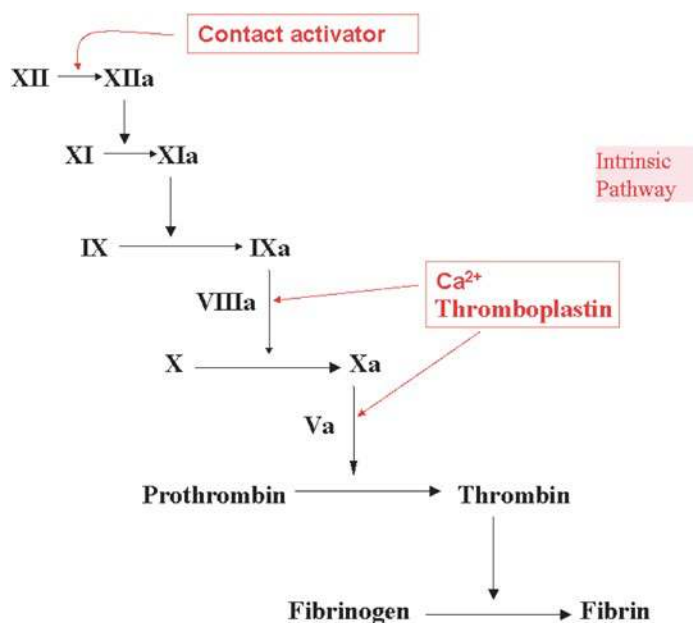 Contact activator
XII XIIa
XI XIa
Intrinsic
Pathway
IX IXa
Ca²⁺
Thromboplastin
VIIIa
X Xa
Va
Prothrombin Thrombin
Fibrinogen Fibrin